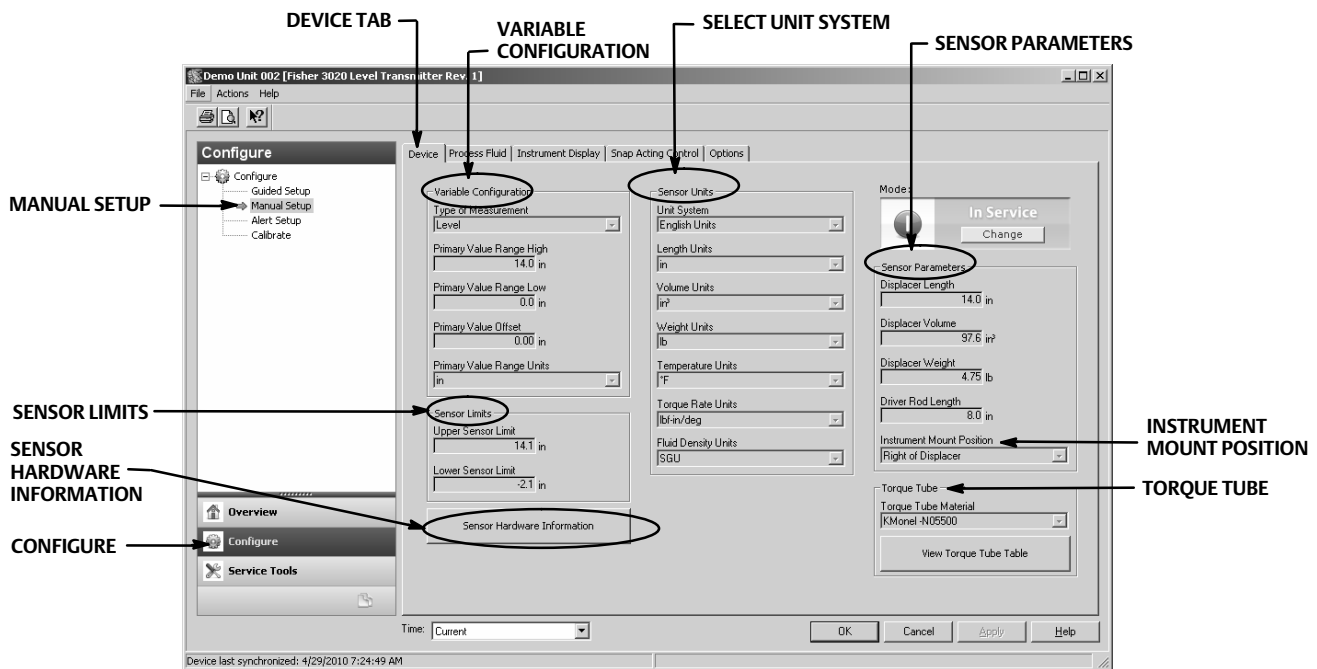 DEVICE TAB
VARIABLE
CONFIGURATION
SELECT UNIT SYSTEM
SENSOR PARAMETERS
Demo Unit 002 [Fisher 3020 Level Transmitter Rev. 1]
File Actions Help
Configure
Configure
Guided Setup
Manual Setup
Alert Setup
Calibrate
MANUAL SETUP
Device Process Fluid Instrument Display Snap Acting Control Options
Variable Configuration
Type of Measurement
Level
Primary Value Range High
14.0 in
Primary Value Range Low
0.0 in
Primary Value Offset
0.00 in
Primary Value Range Units
in
Sensor Limits
Upper Sensor Limit
14.1 in
Lower Sensor Limit
-2.1 in
Sensor Hardware Information
Sensor Units
Unit System
English Units
Length Units
in
Volume Units
in³
Weight Units
lb
Temperature Units
°F
Torque Rate Units
lbf-in/deg
Fluid Density Units
SGU
Mode:
In Service
Change
Sensor Parameters
Displacer Length
14.0 in
Displacer Volume
97.6 in³
Displacer Weight
4.75 lb
Driver Rod Length
8.0 in
Instrument Mount Position
Right of Displacer
Torque Tube
Torque Tube Material
KMonel -N05500
View Torque Tube Table
SENSOR LIMITS
SENSOR
HARDWARE
INFORMATION
CONFIGURE
INSTRUMENT
MOUNT POSITION
TORQUE TUBE
Overview
Configure
Service Tools
Time: Current
OK Cancel Apply Help
Device last synchronized: 4/29/2010 7:24:49 AM